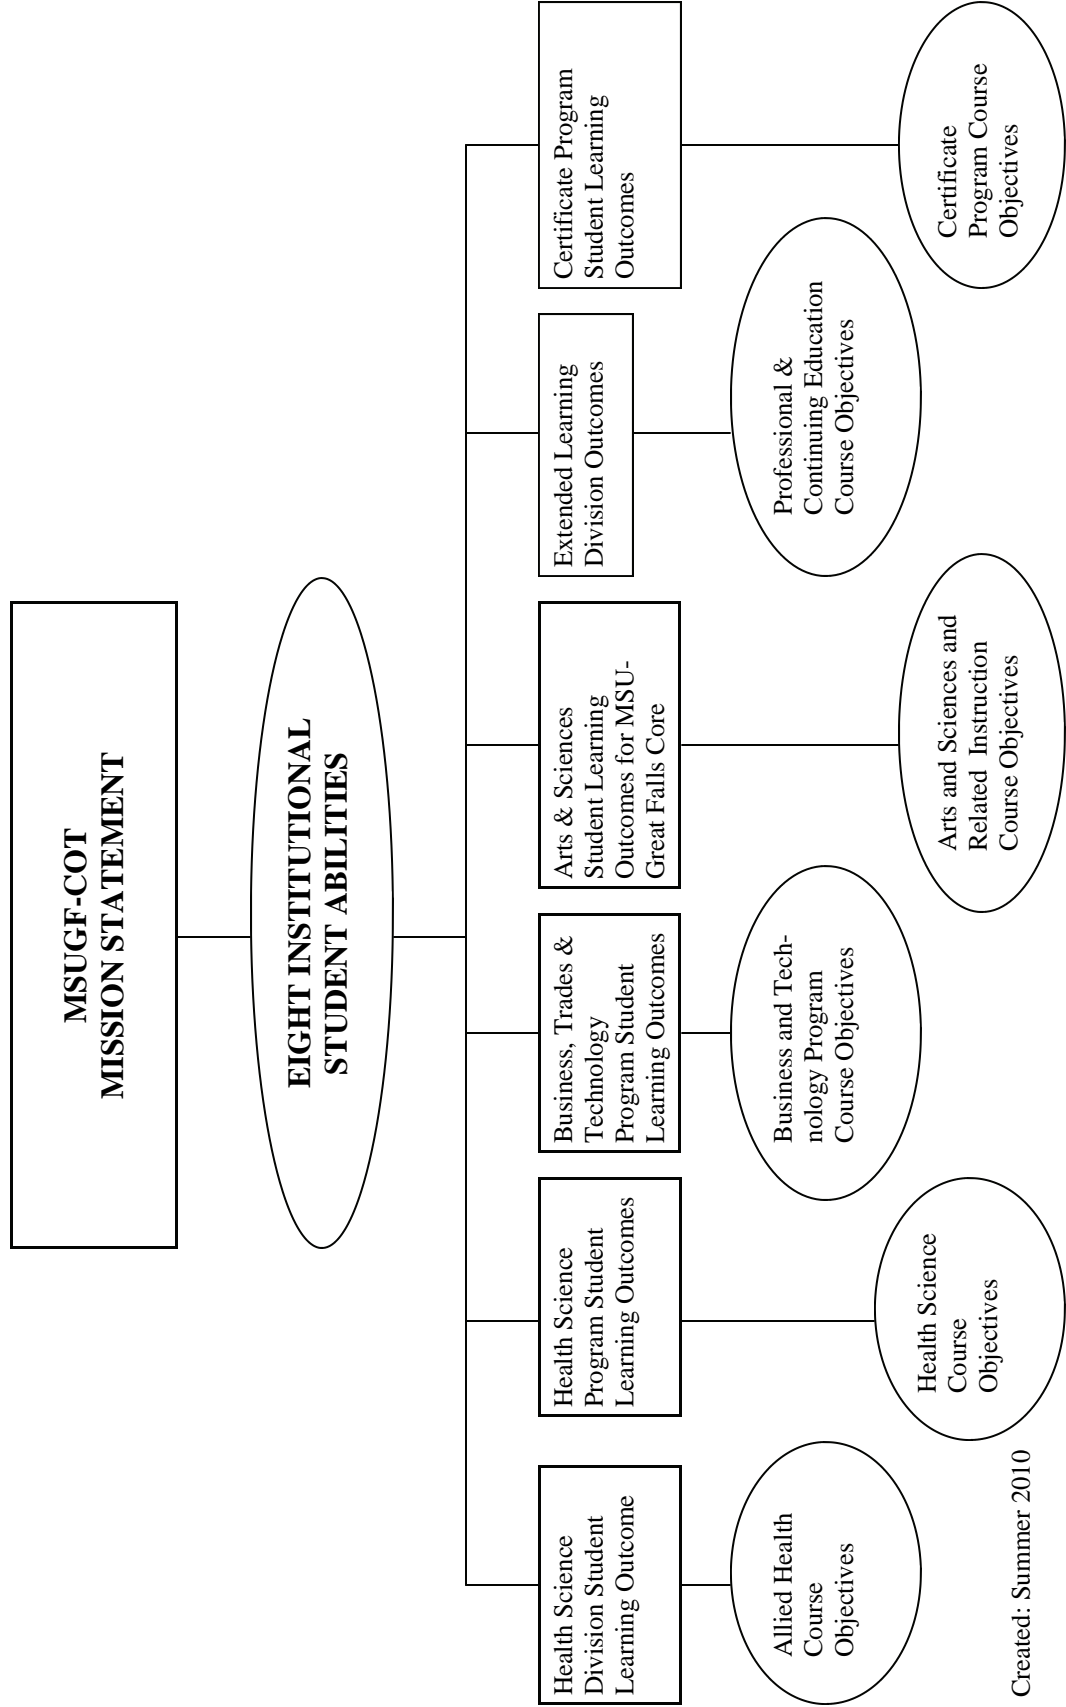 MSUGF-COT
MISSION STATEMENT
EIGHT INSTITUTIONAL
STUDENT ABILITIES
Health Science
Division Student
Learning Outcome
Health Science
Program Student
Learning Outcomes
Business, Trades &
Technology
Program Student
Learning Outcomes
Arts & Sciences
Student Learning
Outcomes for MSU-
Great Falls Core
Extended Learning
Division Outcomes
Certificate Program
Student Learning
Outcomes
Allied Health
Course
Objectives
Health Science
Course
Objectives
Business and Tech-
nology Program
Course Objectives
Arts and Sciences and
Related Instruction
Course Objectives
Professional &
Continuing Education
Course Objectives
Certificate
Program Course
Objectives
Created: Summer 2010